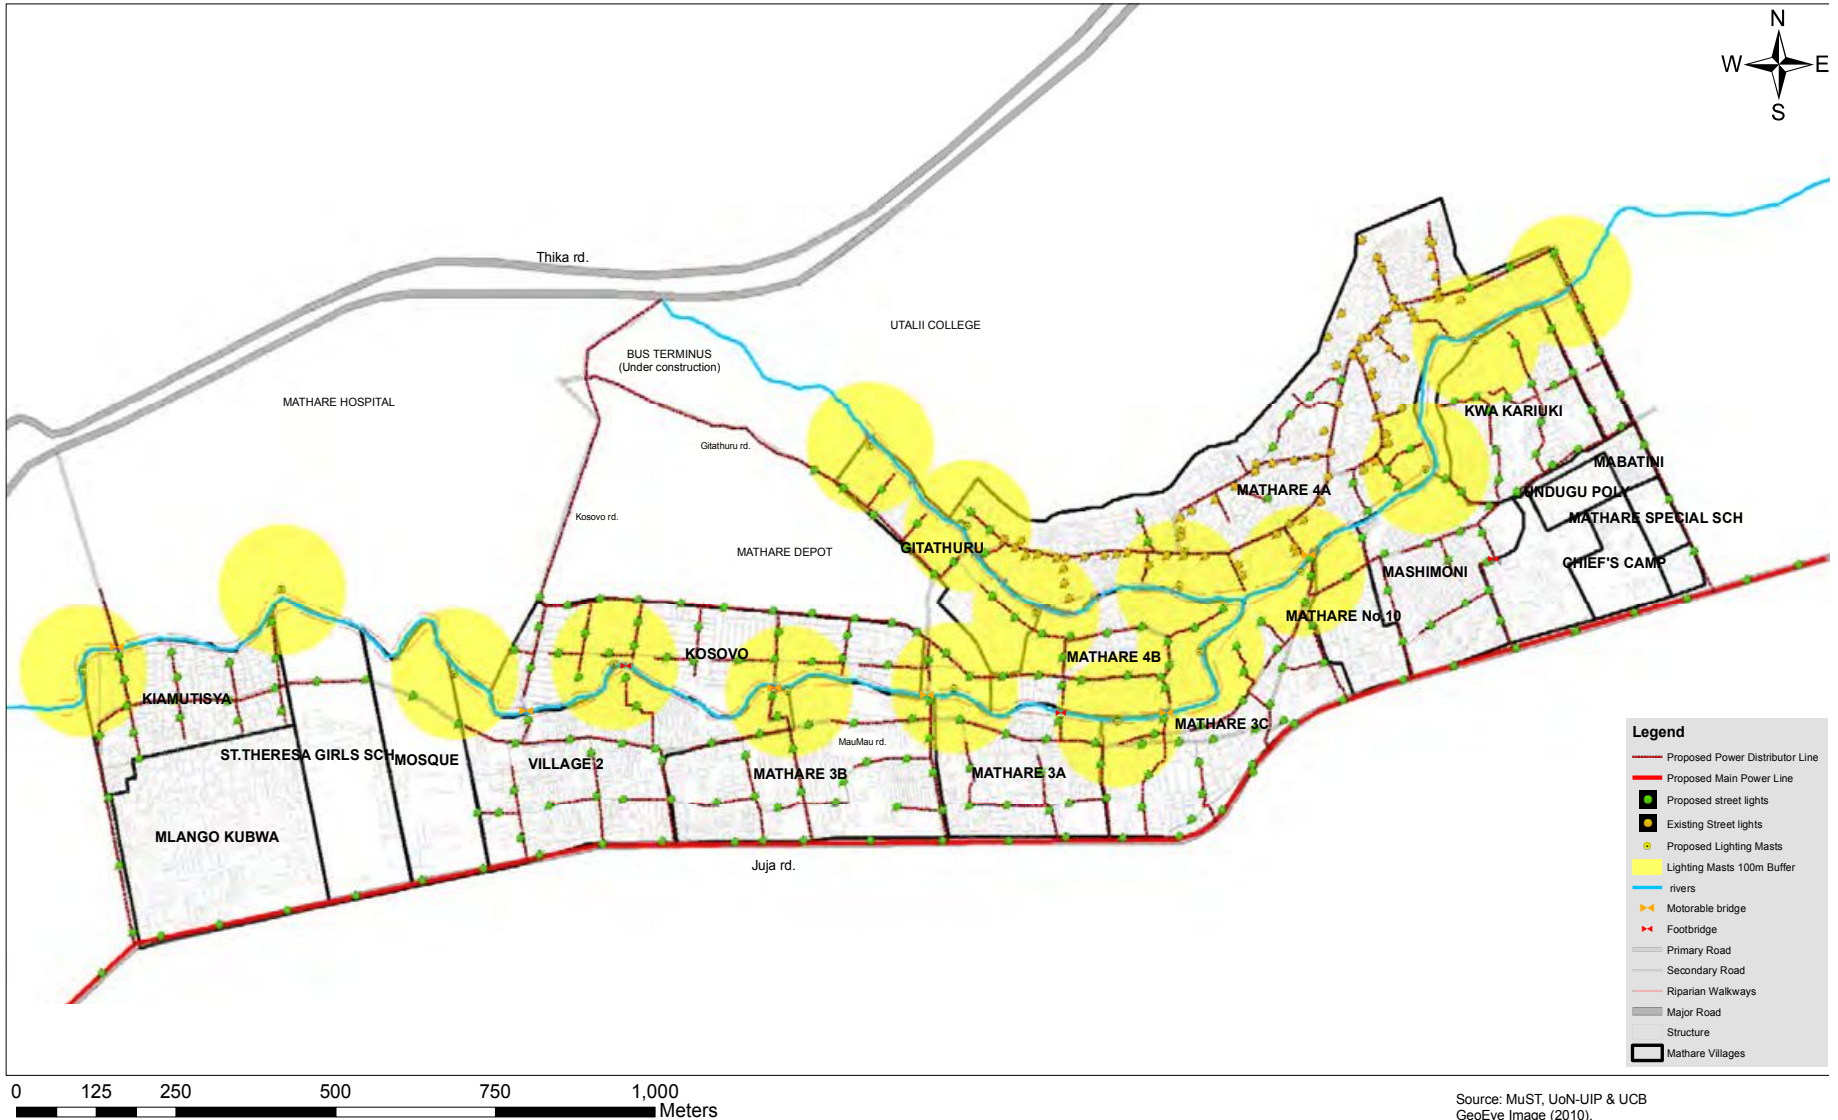 N
W E
S
Thika rd.
UTALII COLLEGE
BUS TERMINUS
(Under construction)
MATHARE HOSPITAL
KWA KARIUKI
Gitathuru rd.
MABATINI
MATHARE 4A
UNDUGU POLY
Kosovo rd.
MATHARE SPECIAL SCH
MATHARE DEPOT
GITATHURU
CHIEF'S CAMP
MASHIMONI
MATHARE No.10
KOSOVO
MATHARE 4B
KIAMUTISYA
MATHARE 3C
MauMau rd.
ST.THERESA GIRLS SCH
MOSQUE
VILLAGE 2
MATHARE 3B
MATHARE 3A
MLANGO KUBWA
Juja rd.
Legend
Proposed Power Distributor Line
Proposed Main Power Line
Proposed street lights
Existing Street lights
Proposed Lighting Masts
Lighting Masts 100m Buffer
rivers
Motorable bridge
Footbridge
Primary Road
Secondary Road
Riparian Walkways
Major Road
Structure
Mathare Villages
0 125 250 500 750 1,000
Meters
Source: MuST, UoN-UIP & UCB
GeoEye Image (2010).